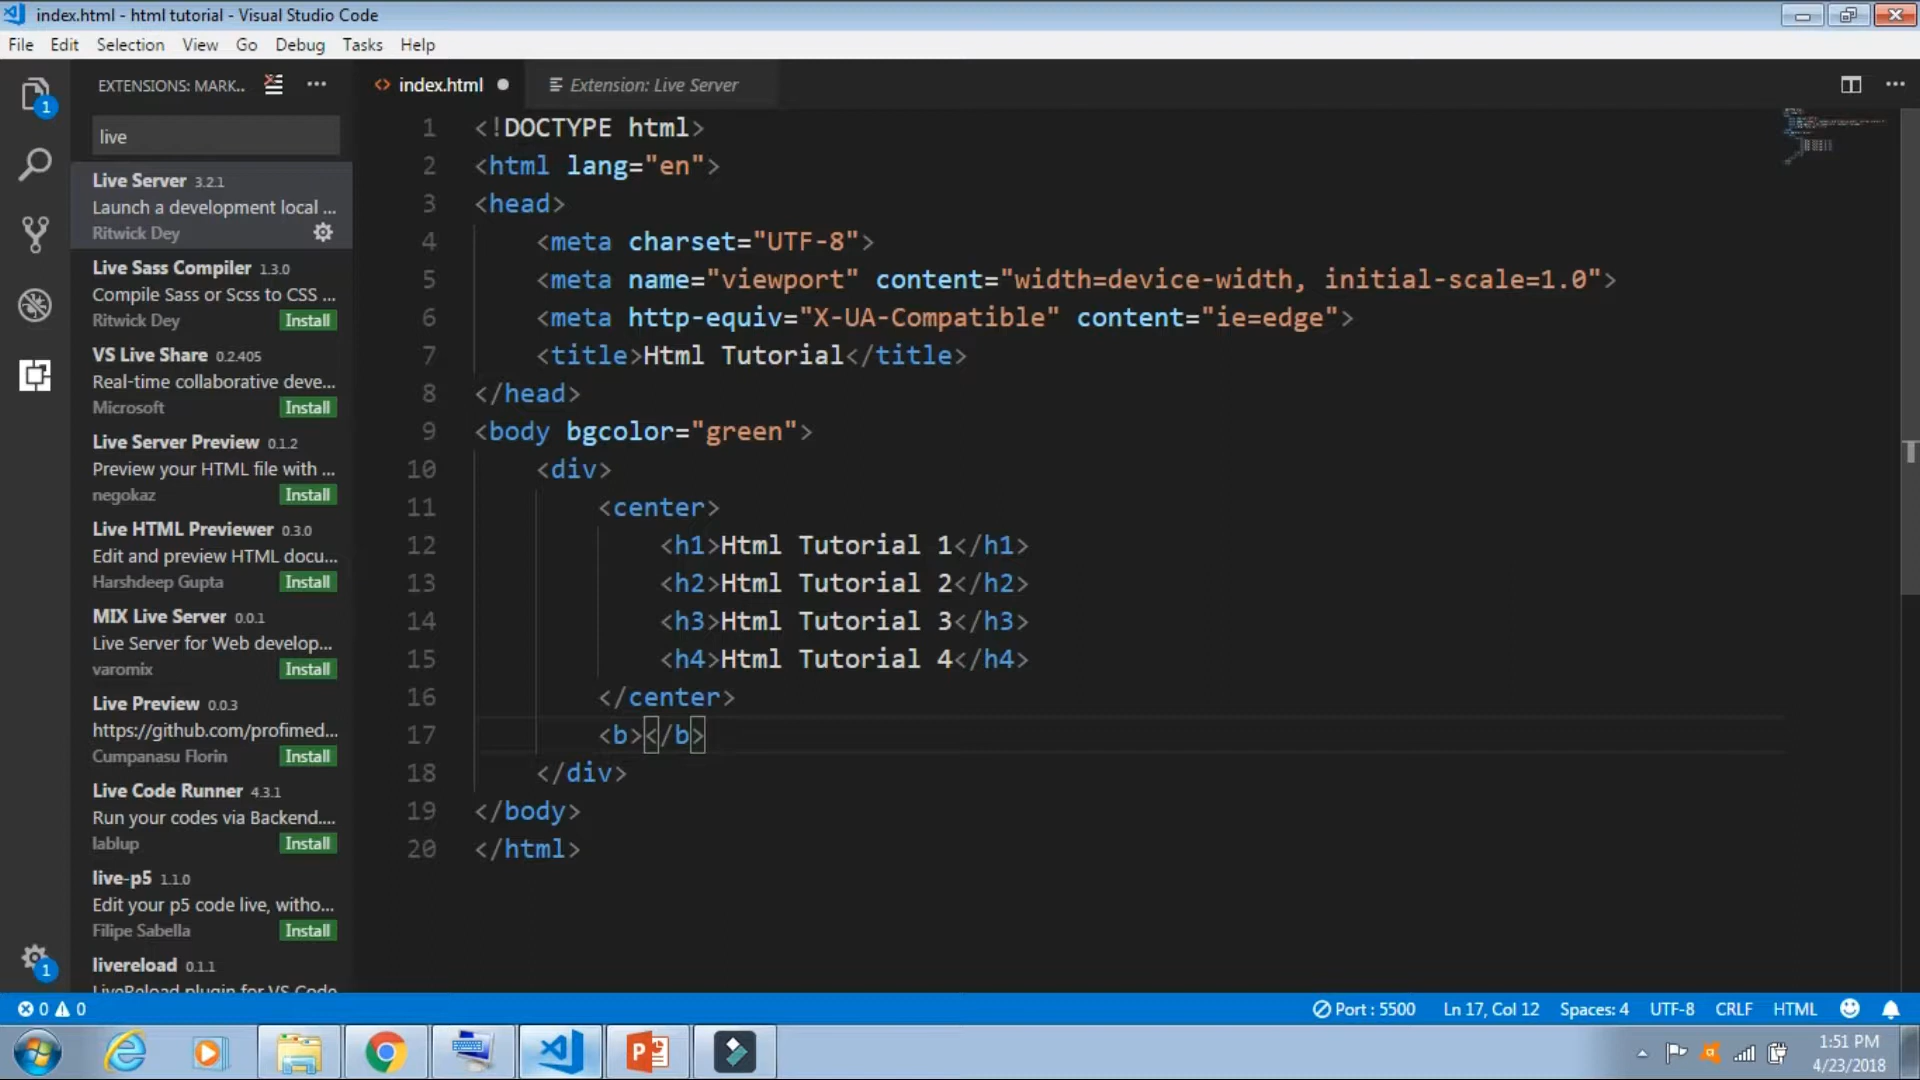 index.html - html tutorial - Visual Studio Code
File Edit Selection View Go Debug Tasks Help
EXTENSIONS: MARK...
live
Live Server 3.2.1
Launch a development local ...
Ritwick Dey
Live Sass Compiler 1.3.0
Compile Sass or Scss to CSS ...
Ritwick Dey Install
VS Live Share 0.2.405
Real-time collaborative deve...
Microsoft Install
Live Server Preview 0.1.2
Preview your HTML file with ...
negokaz Install
Live HTML Previewer 0.3.0
Edit and preview HTML docu...
Harshdeep Gupta Install
MIX Live Server 0.0.1
Live Server for Web develop...
varomix Install
Live Preview 0.0.3
https://github.com/profimed...
Cumpanasu Florin Install
Live Code Runner 4.3.1
Run your codes via Backend....
lablup Install
live-p5 1.1.0
Edit your p5 code live, witho...
Filipe Sabella Install
livereload 0.1.1
LiveReload plugin for VS Code
1
1
index.html Extension: Live Server
1 <!DOCTYPE html>
2 <html lang="en">
3 <head>
4 <meta charset="UTF-8">
5 <meta name="viewport" content="width=device-width, initial-scale=1.0">
6 <meta http-equiv="X-UA-Compatible" content="ie=edge">
7 <title>Html Tutorial</title>
8 </head>
9 <body bgcolor="green">
10 <div>
11 <center>
12 <h1>Html Tutorial 1</h1>
13 <h2>Html Tutorial 2</h2>
14 <h3>Html Tutorial 3</h3>
15 <h4>Html Tutorial 4</h4>
16 </center>
17 <b></b>
18 </div>
19 </body>
20 </html>
0 0 Port : 5500 Ln 17, Col 12 Spaces: 4 UTF-8 CRLF HTML
1:51 PM
4/23/2018